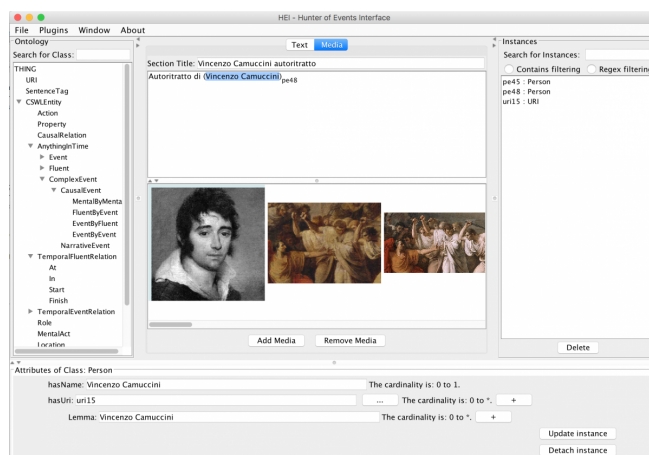 HEI - Hunter of Events Interface
File Plugins Window About
Ontology
Search for Class:
THING
URI
SentenceTag
CSWLEntity
Action
Property
CausalRelation
AnythingInTime
Event
Fluent
ComplexEvent
CausalEvent
MentalByMenta
FluentByEvent
EventByFluent
EventByEvent
NarrativeEvent
TemporalFluentRelation
At
In
Start
Finish
TemporalEventRelation
Role
MentalAct
Location
Text Media
Section Title: Vincenzo Camuccini autoritratto
Autoritratto di (Vincenzo Camuccini)pe48
Add Media Remove Media
Instances
Search for Instances:
Contains filtering Regex filtering
pe45 : Person
pe48 : Person
uri15 : URI
Delete
Attributes of Class: Person
hasName: Vincenzo Camuccini The cardinality is: 0 to 1.
hasUri: uri15 ... The cardinality is: 0 to *. +
Lemma: Vincenzo Camuccini The cardinality is: 0 to *. +
Update instance
Detach instance